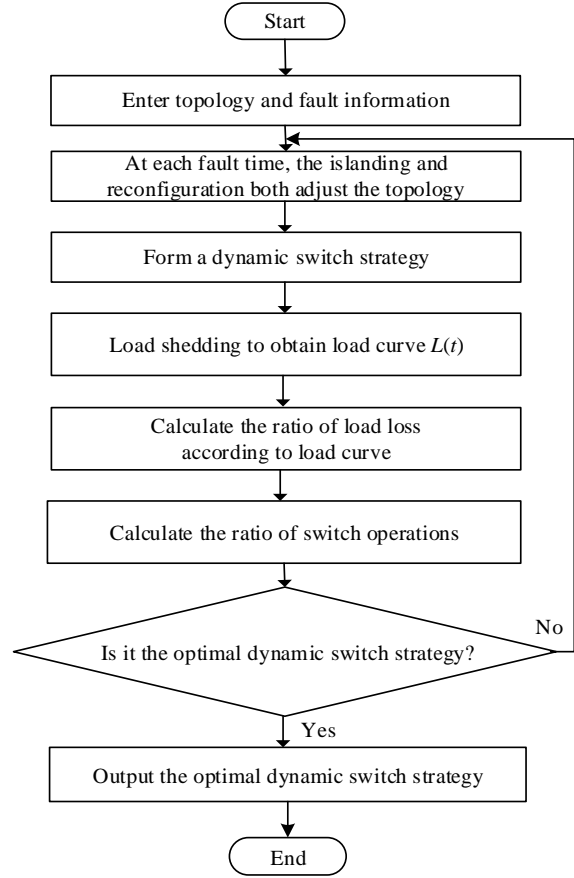 Start
Enter topology and fault information
At each fault time, the islanding and
reconfiguration both adjust the topology
Form a dynamic switch strategy
Load shedding to obtain load curve L(t)
Calculate the ratio of load loss
according to load curve
Calculate the ratio of switch operations
No
Is it the optimal dynamic switch strategy?
Yes
Output the optimal dynamic switch strategy
End